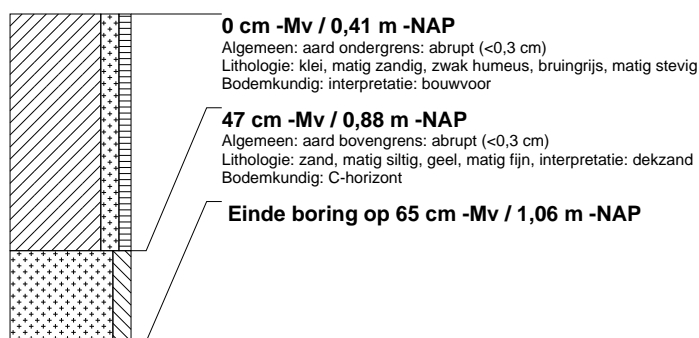 0 cm -Mv / 0,41 m -NAP
Algemeen: aard ondergrens: abrupt (<0,3 cm)
Lithologie: klei, matig zandig, zwak humeus, bruingrijs, matig stevig
Bodemkundig: interpretatie: bouwvoor
47 cm -Mv / 0,88 m -NAP
Algemeen: aard bovengrens: abrupt (<0,3 cm)
Lithologie: zand, matig siltig, geel, matig fijn, interpretatie: dekzand
Bodemkundig: C-horizont
Einde boring op 65 cm -Mv / 1,06 m -NAP